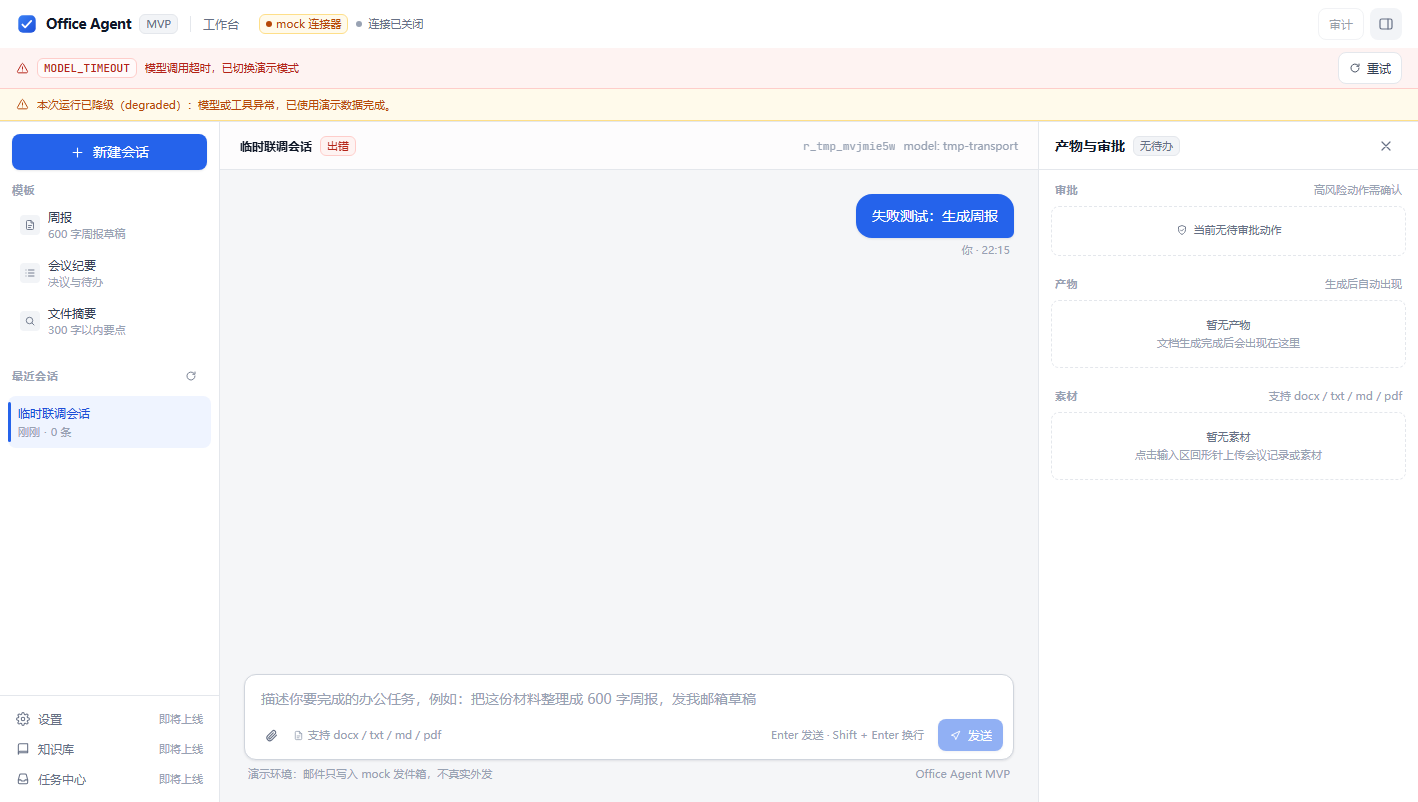 Office Agent MVP 工作台 mock 连接器 连接已关闭 审计
MODEL_TIMEOUT 模型调用超时，已切换演示模式 重试
本次运行已降级（degaded）：模型或工具异常，已使用演示数据完成。
新建会话
模板
周报
600 字周报草稿
会议纪要
决议与待办
文件摘要
300 字以内要点
最近会话
临时联调会话
刚刚 · 0 条
设置 即将上线
知识库 即将上线
任务中心 即将上线
临时联调会话 出错 r_tmp_mvjmie5w model: tmp-transport
失败测试：生成周报
你 · 22:15
描述你要完成的办公任务，例如：把这份材料整理成 600 字周报，发我邮箱草稿
支持 docx / txt / md / pdf Enter 发送 · Shift + Enter 换行 发送
演示环境：邮件只写入 mock 发件箱，不真实外发 Office Agent MVP
产物与审批 无待办
审批 高风险动作需确认
当前无待审批动作
产物 生成后自动出现
暂无产物
文档生成完成后会出现在这里
素材 支持 docx / txt / md / pdf
暂无素材
点击输入区回形针上传会议记录或素材